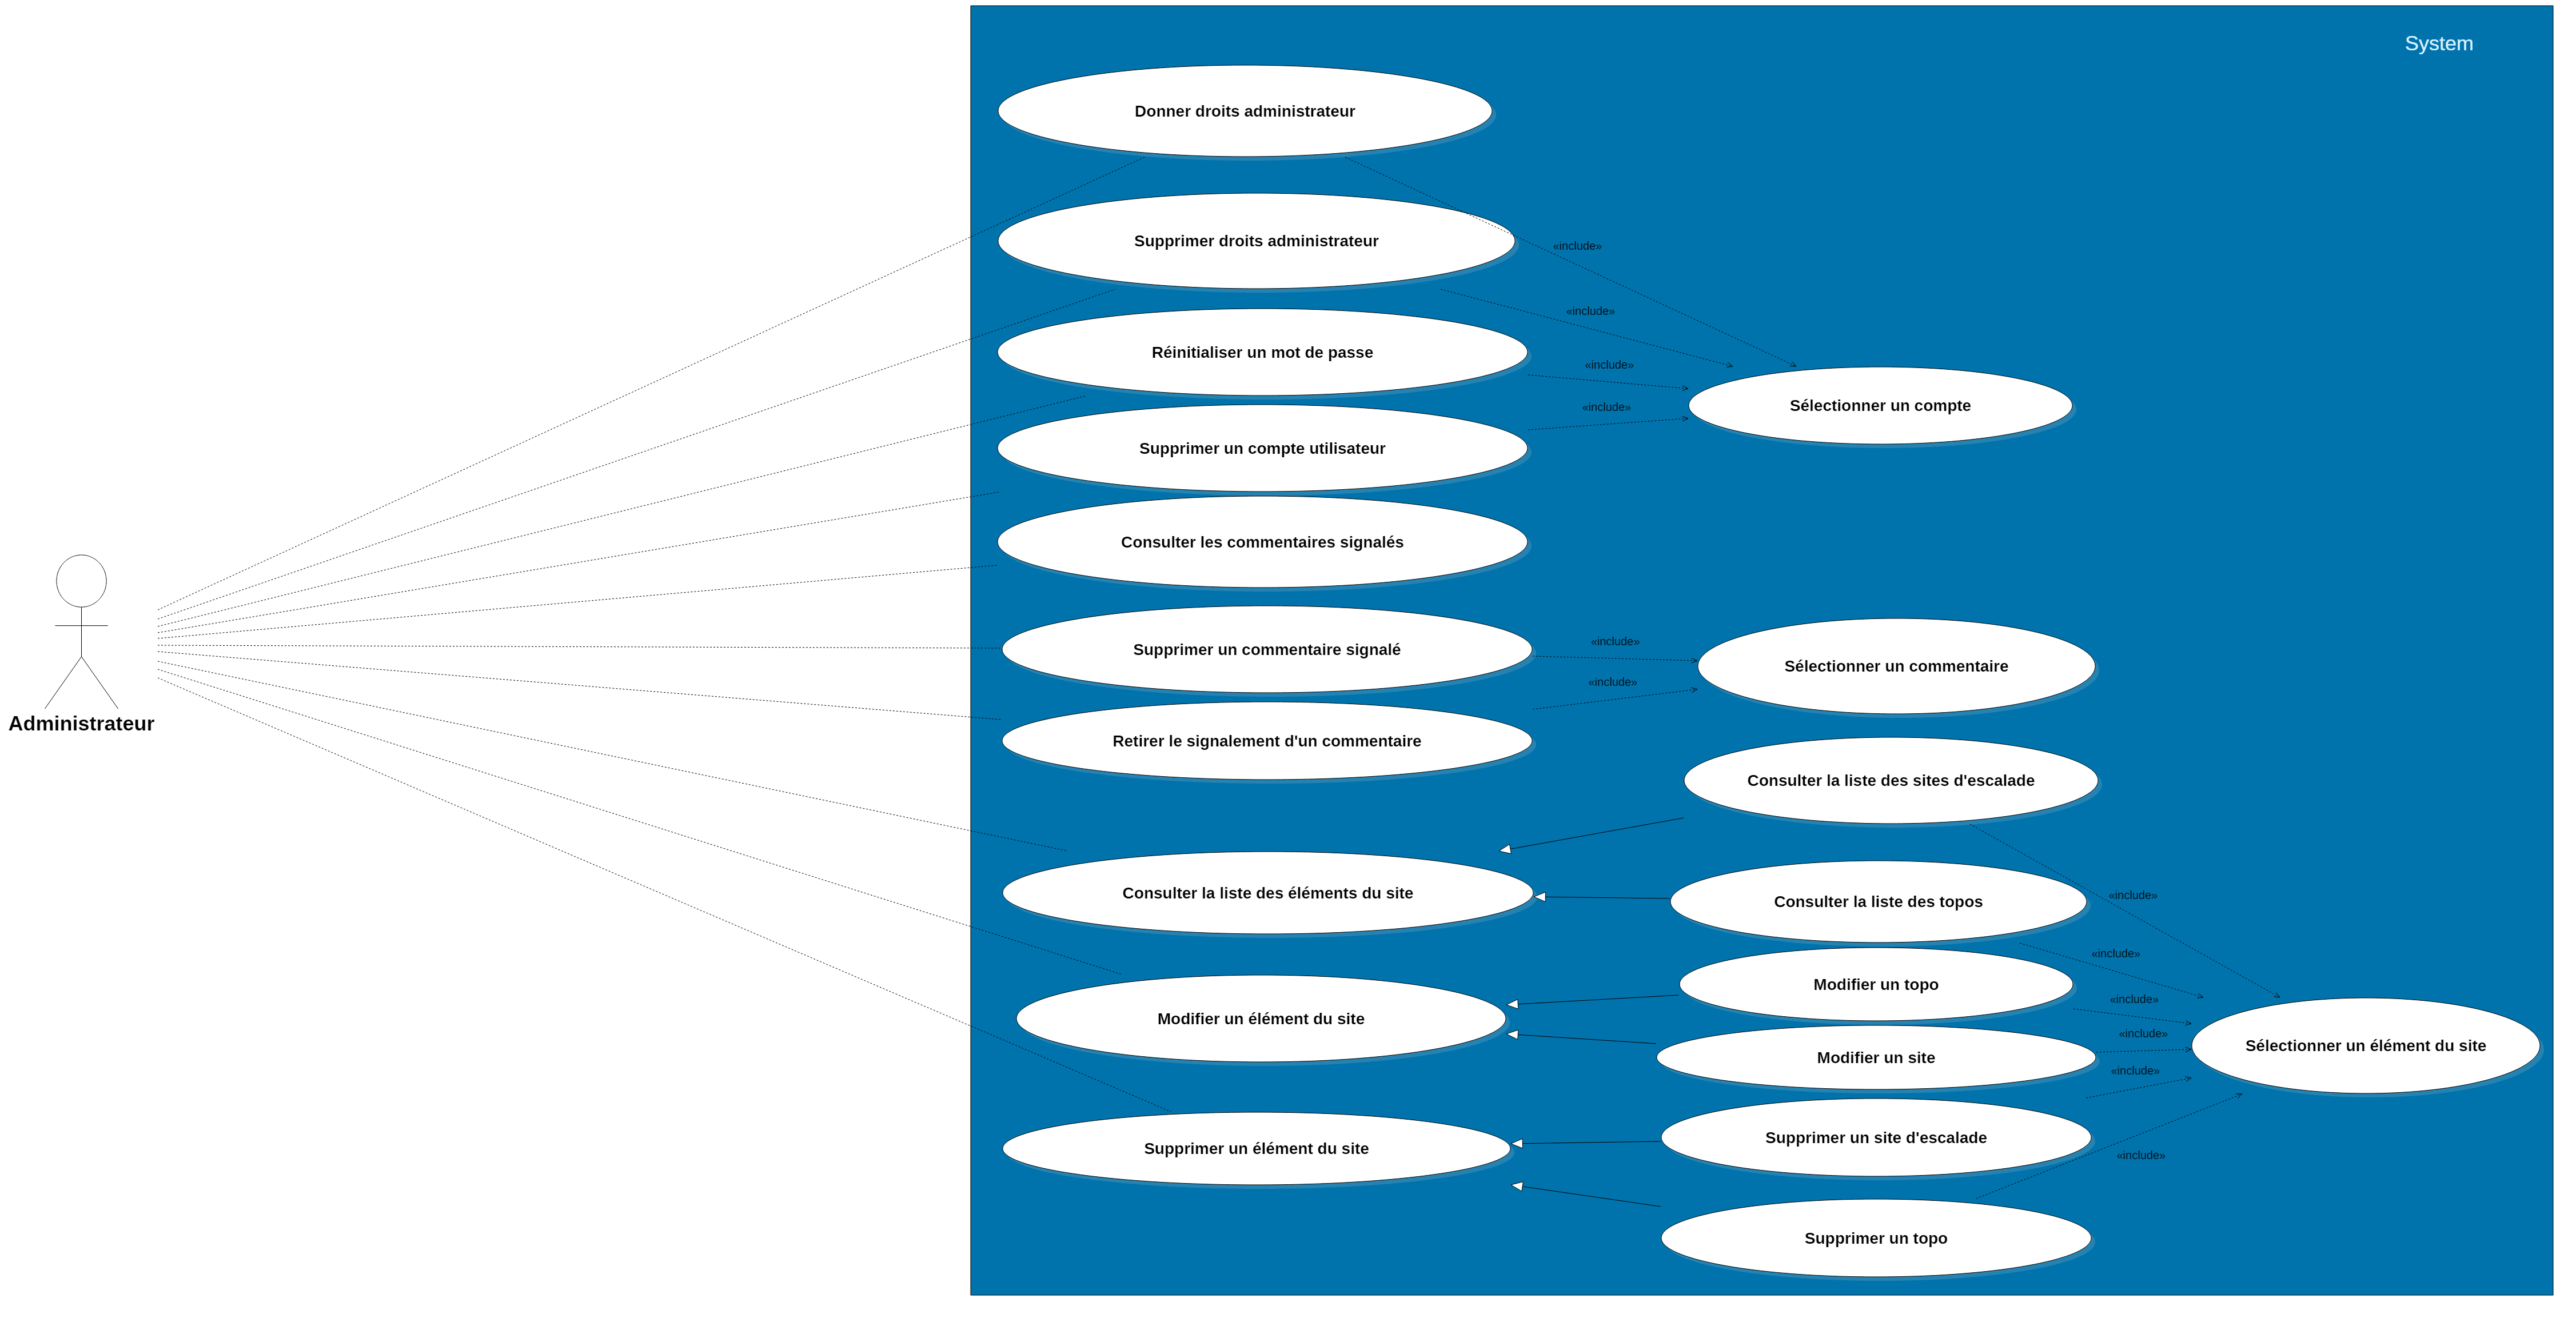 System
Donner droits administrateur
Supprimer droits administrateur
«include»
«include»
Réinitialiser un mot de passe
«include»
Sélectionner un compte
«include»
Supprimer un compte utilisateur
Consulter les commentaires signalés
Administrateur
Supprimer un commentaire signalé
«include»
Sélectionner un commentaire
«include»
Retirer le signalement d'un commentaire
Consulter la liste des sites d'escalade
Consulter la liste des éléments du site
Consulter la liste des topos
«include»
«include»
Modifier un topo
«include»
Modifier un élément du site
«include»
Sélectionner un élément du site
Modifier un site
«include»
Supprimer un site d'escalade
Supprimer un élément du site
«include»
Supprimer un topo